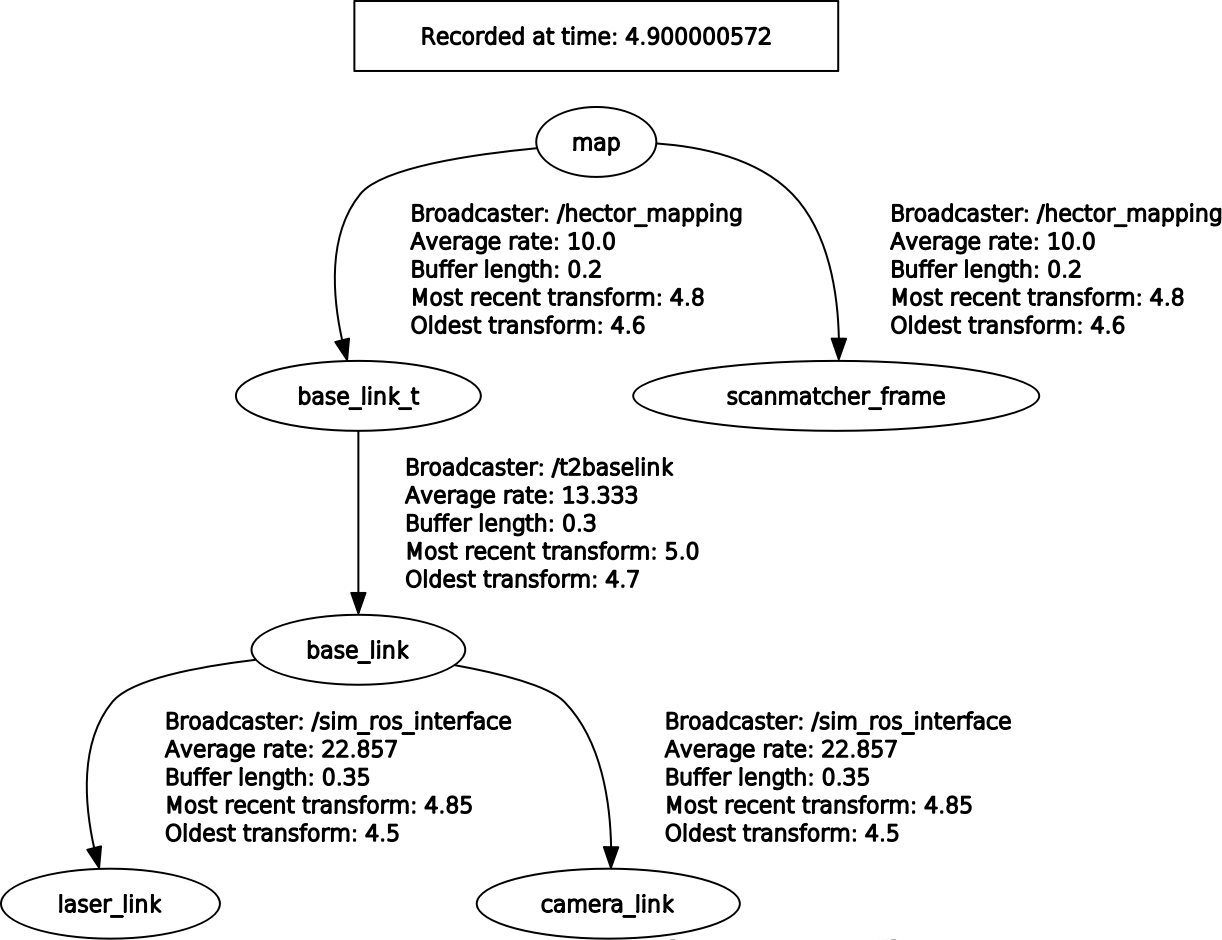 Recorded at time: 4.900000572
map
Broadcaster: /hector_mapping
Average rate: 10.0
Buffer length: 0.2
Most recent transform: 4.8
Oldest transform: 4.6
Broadcaster: /hector_mapping
Average rate: 10.0
Buffer length: 0.2
Most recent transform: 4.8
Oldest transform: 4.6
base_link_t
scanmatcher_frame
Broadcaster: /t2baselink
Average rate: 13.333
Buffer length: 0.3
Most recent transform: 5.0
Oldest transform: 4.7
base_link
Broadcaster: /sim_ros_interface
Average rate: 22.857
Buffer length: 0.35
Most recent transform: 4.85
Oldest transform: 4.5
Broadcaster: /sim_ros_interface
Average rate: 22.857
Buffer length: 0.35
Most recent transform: 4.85
Oldest transform: 4.5
laser_link
camera_link